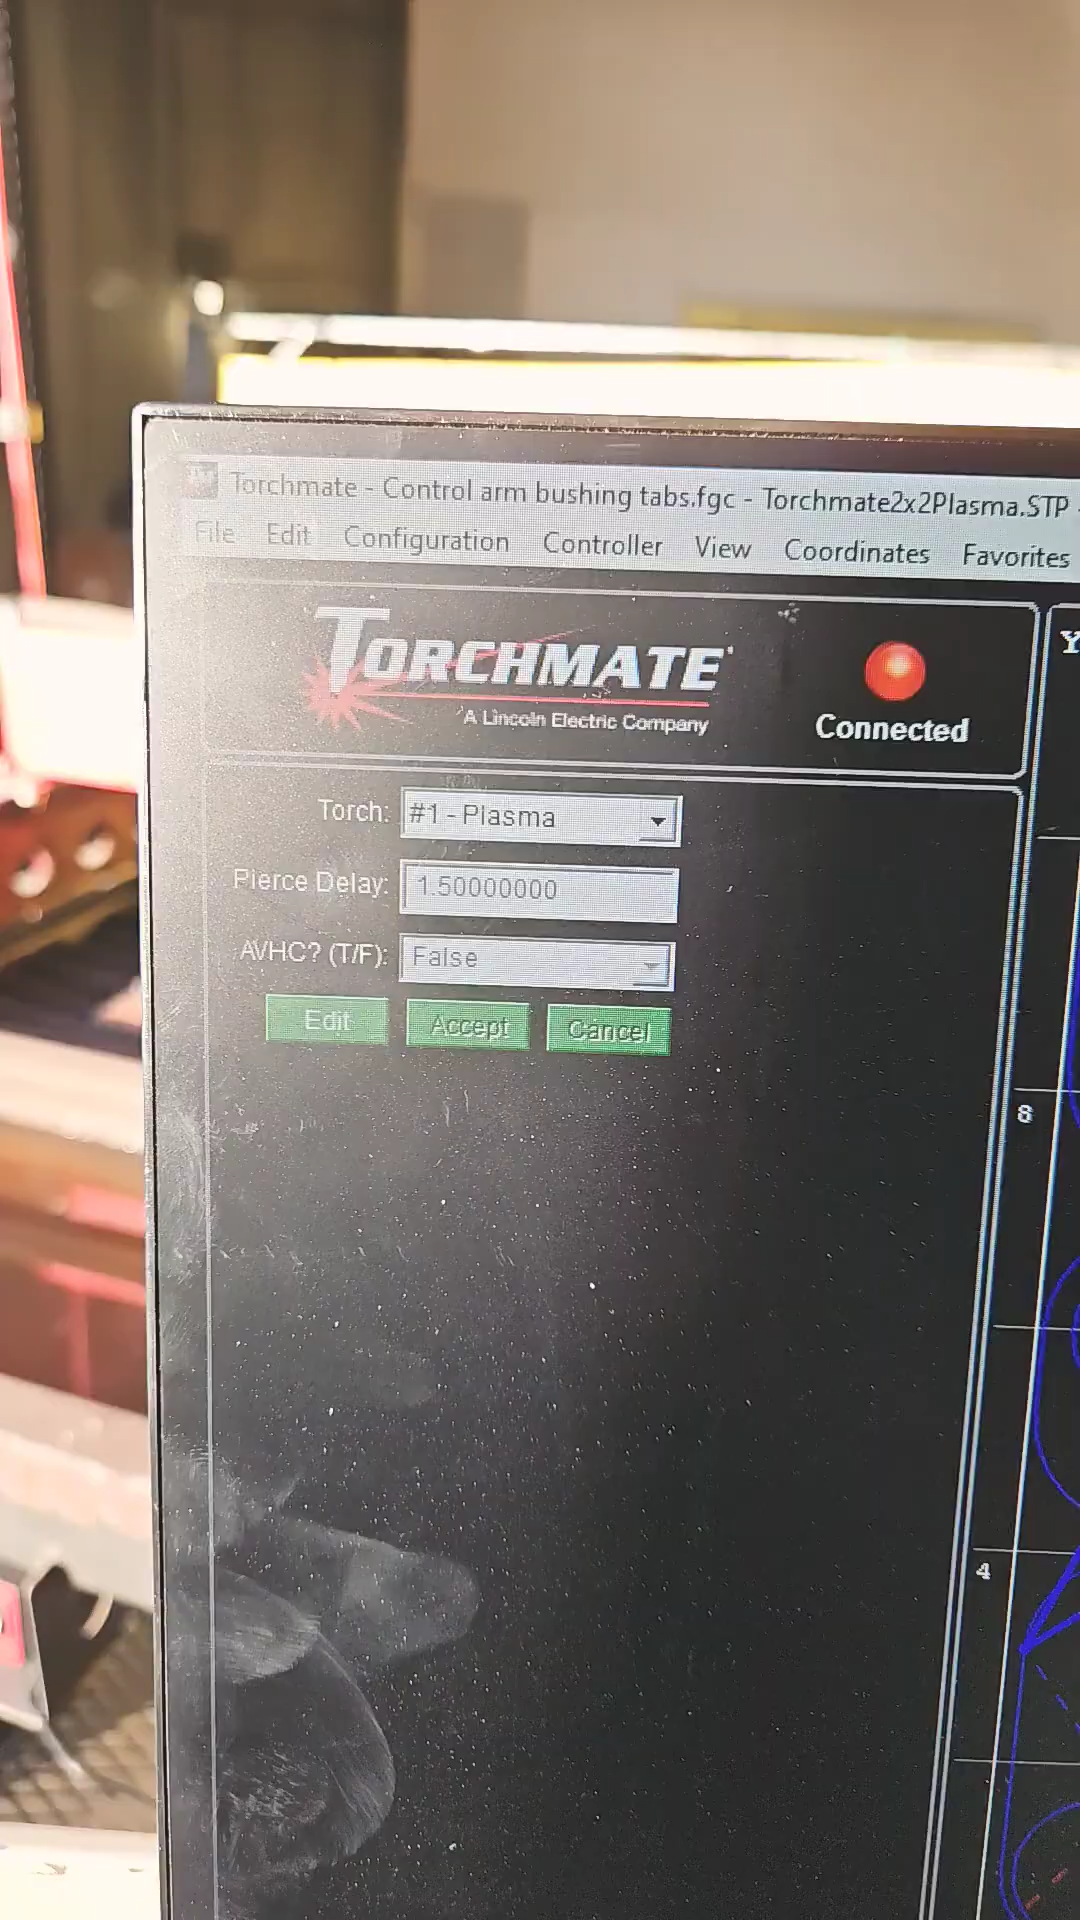 Torchmate - Control arm bushing tabs.fgc - Torchmate2x2Plasma.STP -
File Edit Configuration Controller View Coordinates Favorites
TORCHMATE
A Lincoln Electric Company
Connected
Y
Torch: #1 - Plasma
Pierce Delay: 1.50000000
AVHC? (T/F): False
Edit Accept Cancel
8
4